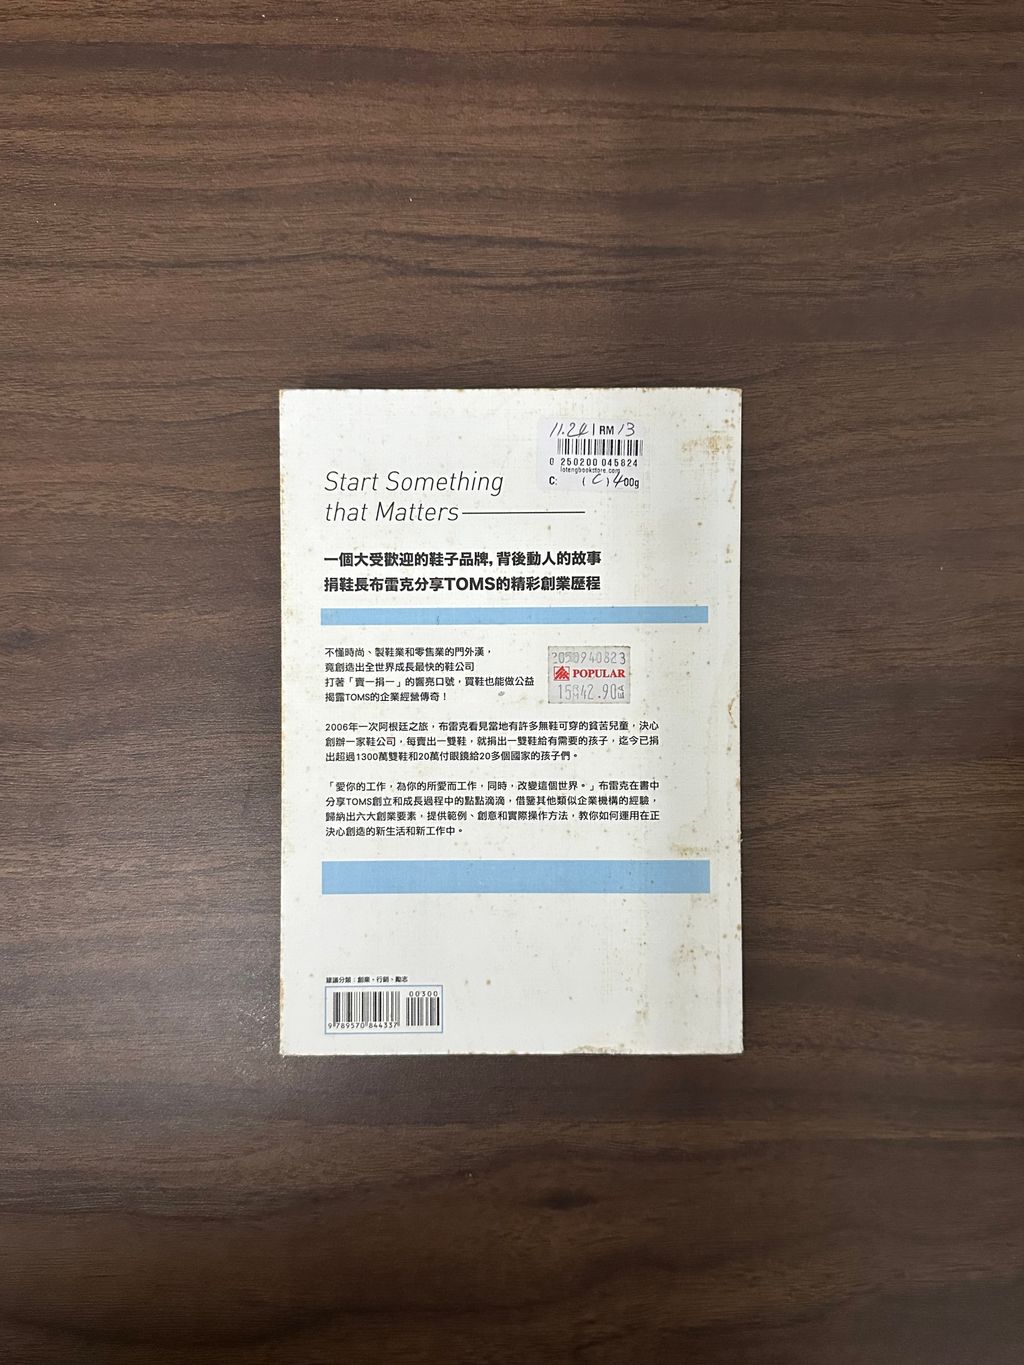 11.24 | RM 13
0 250200 045824
lotengbookstore.com
C: (C) 400g
Start Something
that Matters
一個大受歡迎的鞋子品牌，背後動人的故事
捐鞋長布雷克分享TOMS的精彩創業歷程
不懂時尚、製鞋業和零售業的門外漢，
竟創造出全世界成長最快的鞋公司
打著「賣一捐一」的響亮口號，買鞋也能做公益
揭露TOMS的企業經營傳奇！
2050940823
POPULAR
15 RM42.90
2006年一次阿根廷之旅，布雷克看見當地有許多無鞋可穿的貧苦兒童，決心
創辦一家鞋公司，每賣出一雙鞋，就捐出一雙鞋給有需要的孩子，迄今已捐
出超過1300萬雙鞋和20萬付眼鏡給20多個國家的孩子們。
「愛你的工作，為你的所愛而工作，同時，改變這個世界。」布雷克在書中
分享TOMS創立和成長過程中的點點滴滴，借鑒其他類似企業機構的經驗，
歸納出六大創業要素，提供範例、創意和實際操作方法，教你如何運用在正
決心創造的新生活和新工作中。
建議分類：創業、行銷、勵志
00300
9 789570 844337